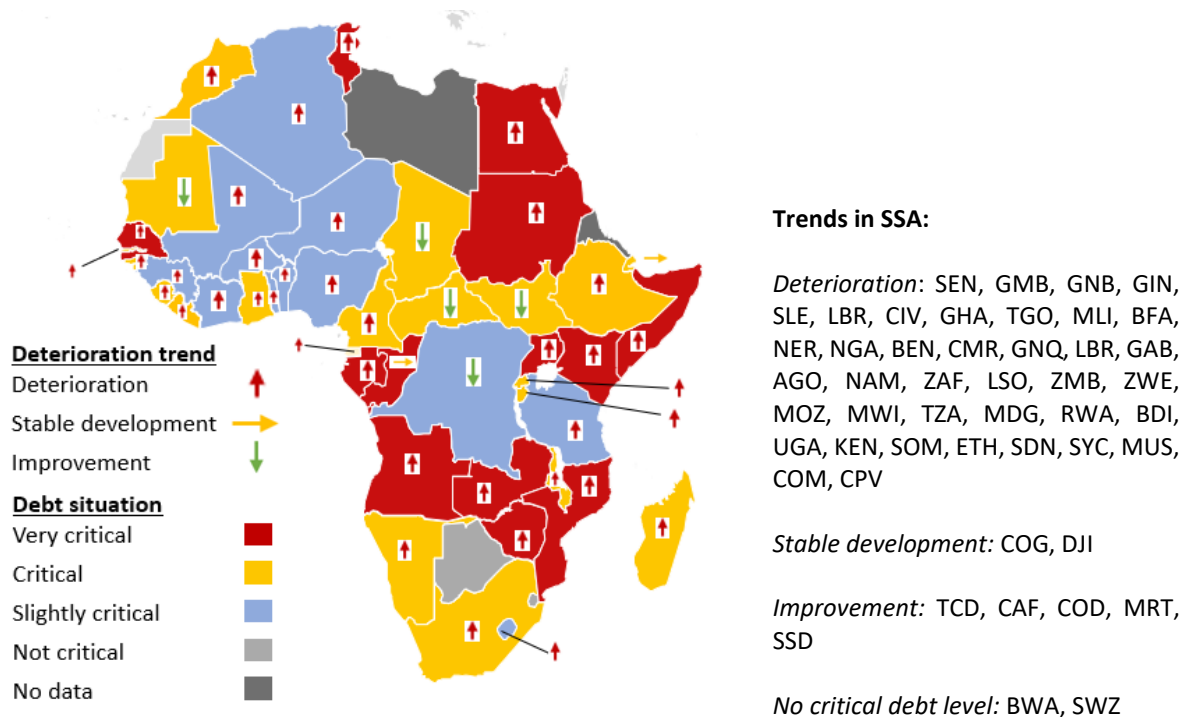 Deterioration trend
Deterioration
Stable development
Improvement
Debt situation
Very critical
Critical
Slightly critical
Not critical
No data
Trends in SSA:
Deterioration: SEN, GMB, GNB, GIN,
SLE, LBR, CIV, GHA, TGO, MLI, BFA,
NER, NGA, BEN, CMR, GNQ, LBR, GAB,
AGO, NAM, ZAF, LSO, ZMB, ZWE,
MOZ, MWI, TZA, MDG, RWA, BDI,
UGA, KEN, SOM, ETH, SDN, SYC, MUS,
COM, CPV
Stable development: COG, DJI
Improvement: TCD, CAF, COD, MRT,
SSD
No critical debt level: BWA, SWZ